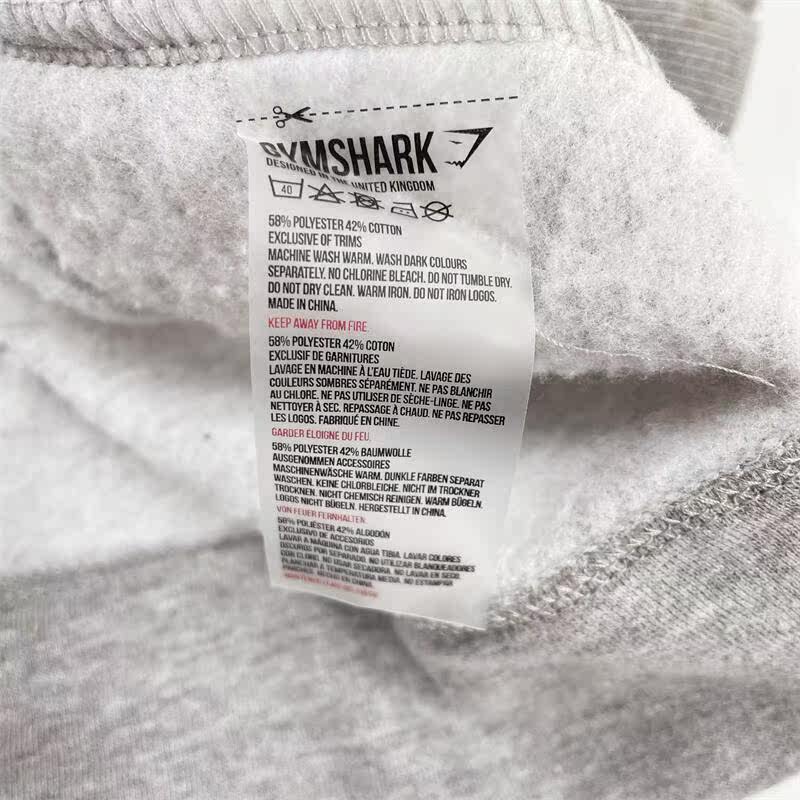 GYMSHARK
DESIGNED IN THE UNITED KINGDOM
40
58% POLYESTER 42% COTTON
EXCLUSIVE OF TRIMS
MACHINE WASH WARM. WASH DARK COLOURS
SEPARATELY. NO CHLORINE BLEACH. DO NOT TUMBLE DRY.
DO NOT DRY CLEAN. WARM IRON. DO NOT IRON LOGOS.
MADE IN CHINA.
KEEP AWAY FROM FIRE.
58% POLYESTER 42% COTON
EXCLUSIF DE GARNITURES
LAVAGE EN MACHINE À L'EAU TIÈDE. LAVAGE DES
COULEURS SOMBRES SÉPARÉMENT. NE PAS BLANCHIR
AU CHLORE. NE PAS UTILISER DE SÈCHE-LINGE. NE PAS
NETTOYER À SEC. REPASSAGE À CHAUD. NE PAS REPASSER
LES LOGOS. FABRIQUÉ EN CHINE.
GARDER ÉLOIGNE DU FEU.
58% POLYESTER 42% BAUMWOLLE
AUSGENOMMEN ACCESSOIRES
MASCHINENWÄSCHE WARM. DUNKLE FARBEN SEPARAT
WASCHEN. KEINE CHLORBLEICHE. NICHT IM TROCKNER
TROCKNEN. NICHT CHEMISCH REINIGEN. WARM BÜGELN.
LOGOS NICHT BÜGELN. HERGESTELLT IN CHINA.
VON FEUER FERNHALTEN.
58% POLIÉSTER 42% ALGODÓN
EXCLUSIVO DE ACCESORIOS
LAVAR A MÁQUINA CON AGUA TIBIA. LAVAR COLORES
OSCUROS POR SEPARADO. NO UTILIZAR BLANQUEADORES
CON CLORO. NO USAR SECADORA. NO LAVAR EN SECO.
PLANCHAR A TEMPERATURA MEDIA. NO ESTAMPAR
HECHO EN CHINA.